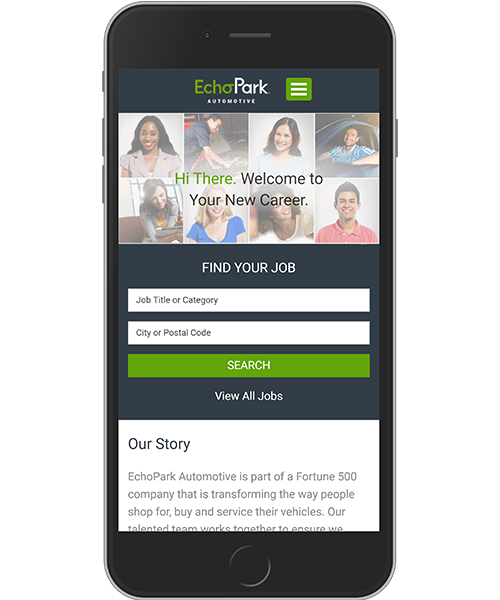 EchoPark
AUTOMOTIVE
Hi There. Welcome to
Your New Career.
FIND YOUR JOB
Job Title or Category
City or Postal Code
SEARCH
View All Jobs
Our Story
EchoPark Automotive is part of a Fortune 500
company that is transforming the way people
shop for, buy and service their vehicles. Our
talented team works together to ensure we